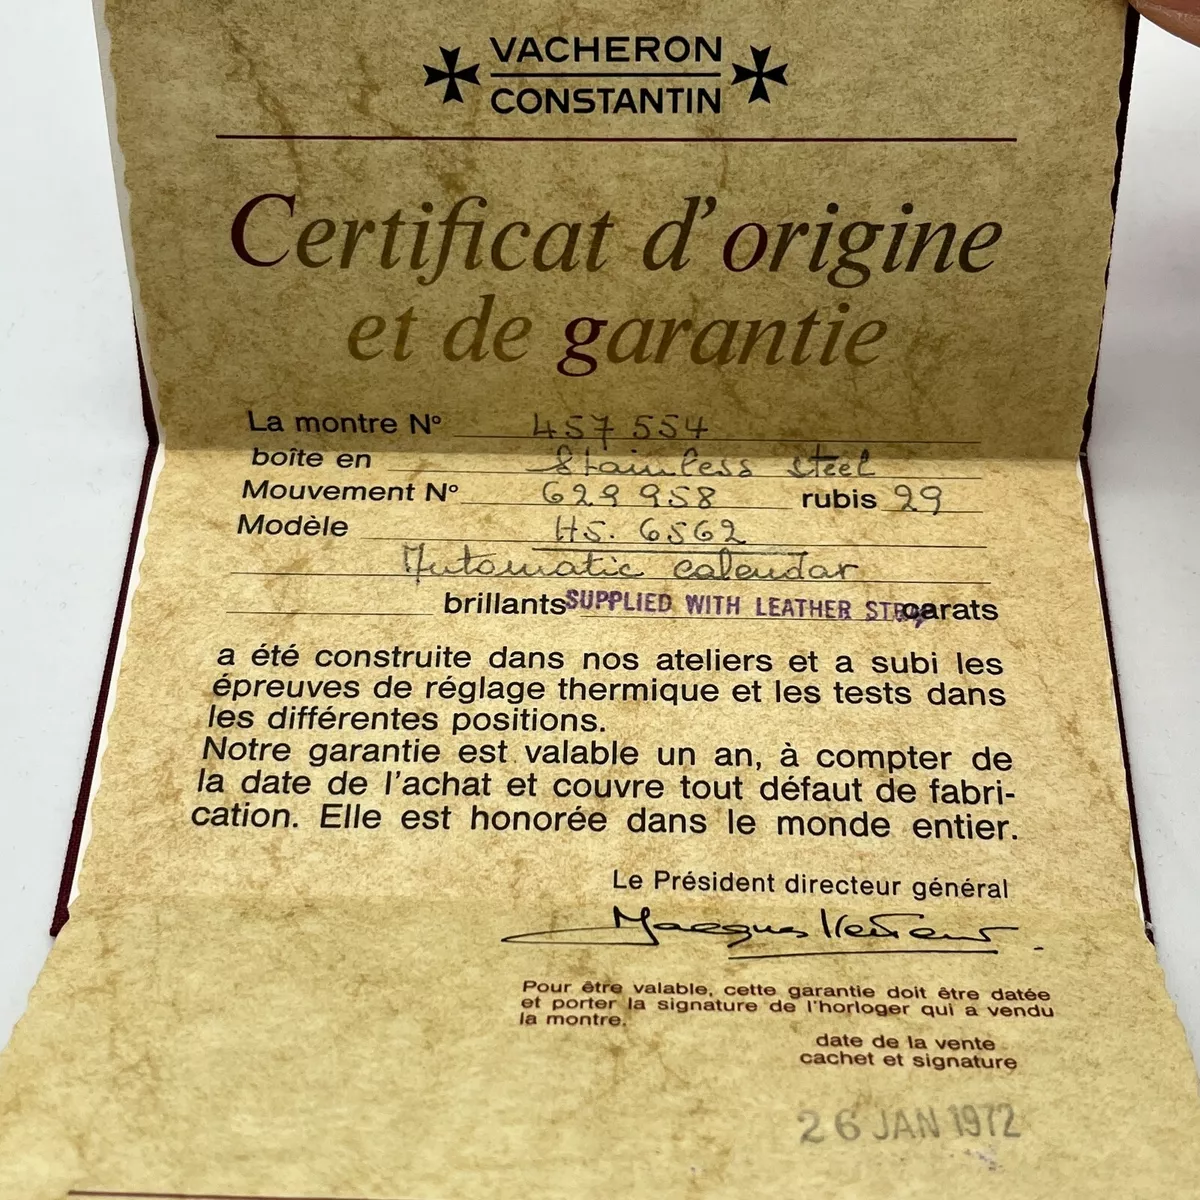 VACHERON
CONSTANTIN
Certificat d'origine
et de garantie
La montre Nº 457 554
boîte en Stainless steel
Mouvement Nº 629 958 rubis 29
Modèle HS. 6562
Automatic calendar
brillants SUPPLIED WITH LEATHER STRAP carats
a été construite dans nos ateliers et a subi les
épreuves de réglage thermique et les tests dans
les différentes positions.
Notre garantie est valable un an, à compter de
la date de l'achat et couvre tout défaut de fabri-
cation. Elle est honorée dans le monde entier.
Le Président directeur général
Pour être valable, cette garantie doit être datée
et porter la signature de l'horloger qui a vendu
la montre.
date de la vente
cachet et signature
26 JAN 1972